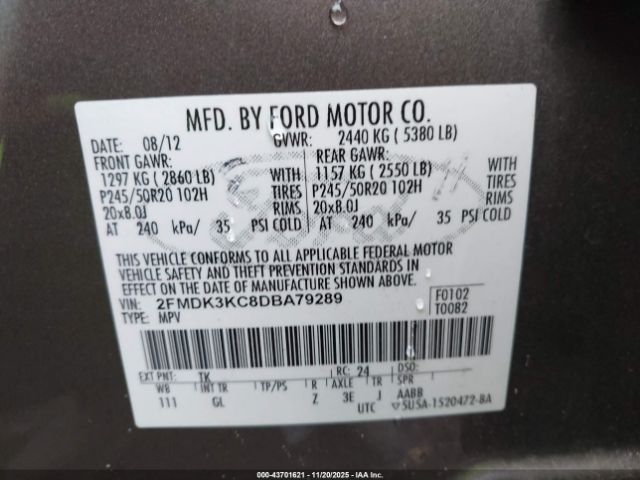 MFD. BY FORD MOTOR CO.
DATE: 08/12 GVWR: 2440 KG ( 5380 LB)
FRONT GAWR: REAR GAWR:
1297 KG ( 2860 LB) WITH 1157 KG ( 2550 LB) WITH
P245/50R20 102H TIRES P245/50R20 102H TIRES
20x8.0J RIMS 20x8.0J RIMS
AT 240 kPa/ 35 PSI COLD AT 240 kPa/ 35 PSI COLD
THIS VEHICLE CONFORMS TO ALL APPLICABLE FEDERAL MOTOR
VEHICLE SAFETY AND THEFT PREVENTION STANDARDS IN
EFFECT ON THE DATE OF MANUFACTURE SHOWN ABOVE.
VIN: 2FMDK3KC8DBA79289 F0102
TYPE: MPV T0082
EXT PNT: TK RC: 24 DSO:
WB INT TR TP/PS R AXLE TR SPR
111 GL Z 3E J AABB
UTC ▽5U5A-1520472-BA
00-43701621 | 11/20/2025 | IAAI, Inc.